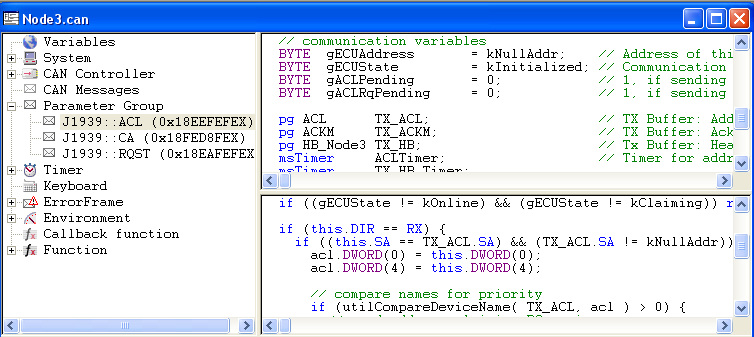 Node3.can
Variables
System
CAN Controller
CAN Messages
Parameter Group
J1939::ACL (0x18EEFEFEX)
J1939::CA (0x18FED8FEX)
J1939::RQST (0x18EAFEFEX
Timer
Keyboard
ErrorFrame
Environment
Callback function
Function
// communication variables
BYTE gECUAddress = kNullAddr; // Address of thi
BYTE gECUState = kInitialized; // Communication
BYTE gACLPending = 0; // 1, if sending
BYTE gACLRqPending = 0; // 1, if sending
pg ACL TX_ACL; // TX Buffer: Add
pg ACKM TX_ACKM; // TX Buffer: Ack
pg HB_Node3 TX_HB; // Tx Buffer: Hea
msTimer ACLTimer; // Timer for addr
msTimer TX_HB_Timer
if ((gECUState != kOnline) && (gECUState != kClaiming)) r
if (this.DIR == RX) {
if ((this.SA == TX_ACL.SA) && (TX_ACL.SA != kNullAddr))
acl.DWORD(0) = this.DWORD(0);
acl.DWORD(4) = this.DWORD(4);
// compare names for priority
if (utilCompareDeviceName( TX_ACL, acl ) > 0) {